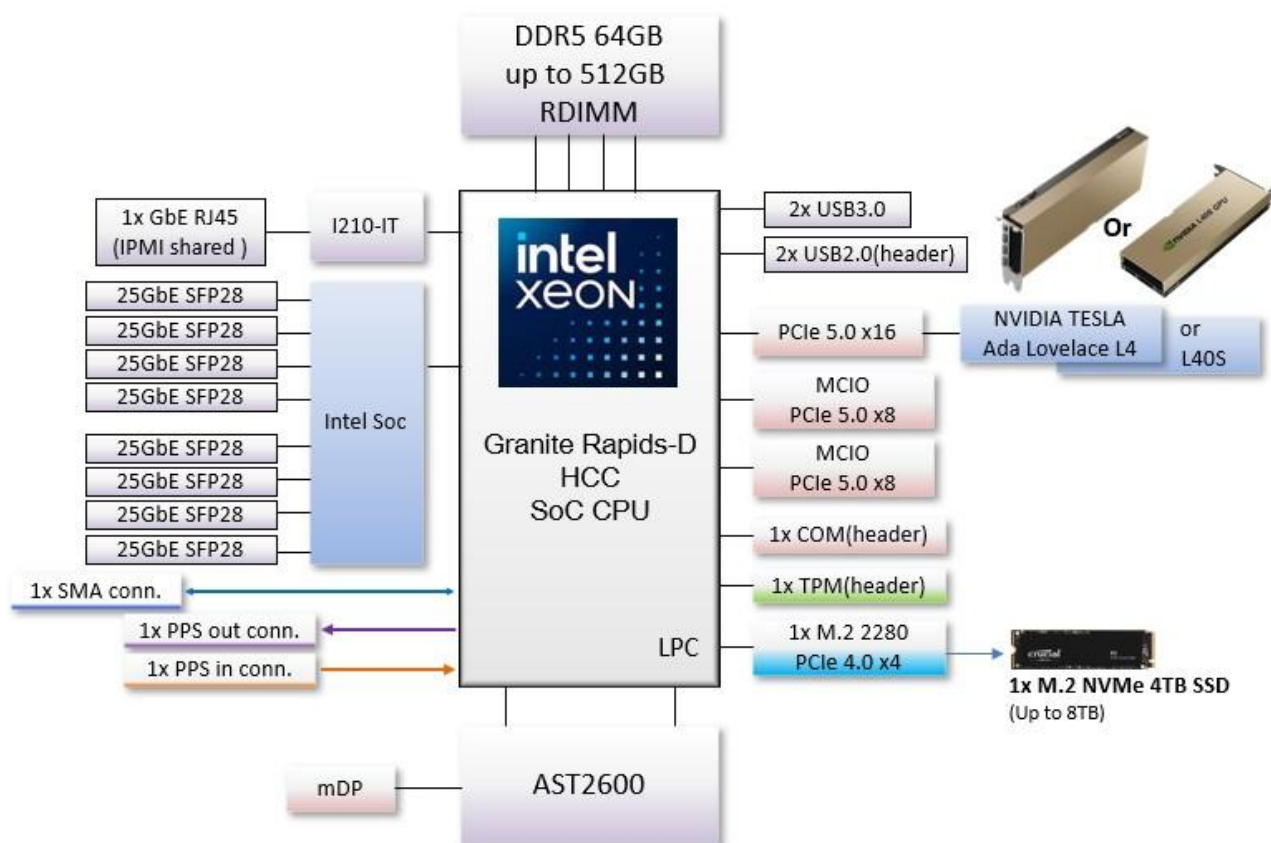 DDR5 64GB
up to 512GB
RDIMM
1x GbE RJ45
(IPMI shared )
I210-IT
25GbE SFP28
25GbE SFP28
25GbE SFP28
25GbE SFP28
25GbE SFP28
25GbE SFP28
25GbE SFP28
25GbE SFP28
Intel Soc
1x SMA conn.
1x PPS out conn.
1x PPS in conn.
intel
XEON
Granite Rapids-D
HCC
SoC CPU
LPC
2x USB3.0
2x USB2.0(header)
PCIe 5.0 x16
MCIO
PCIe 5.0 x8
MCIO
PCIe 5.0 x8
1x COM(header)
1x TPM(header)
1x M.2 2280
PCIe 4.0 x4
Or
NVIDIA L40S GPU
NVIDIA TESLA
Ada Lovelace L4
or
L40S
crucial
1x M.2 NVMe 4TB SSD
(Up to 8TB)
mDP
AST2600